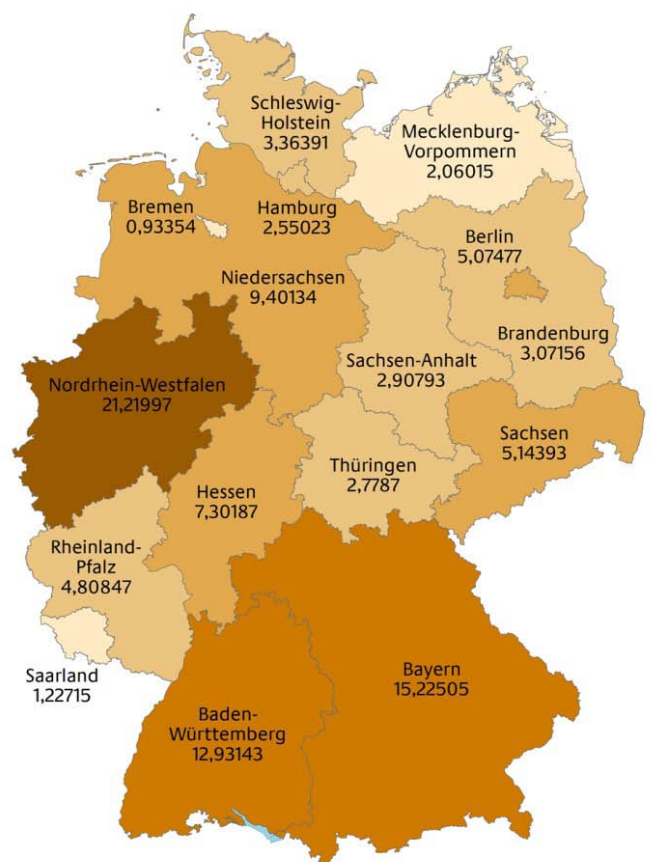 Schleswig-
Holstein
3,36391
Mecklenburg-
Vorpommern
2,06015
Bremen
0,93354
Hamburg
2,55023
Berlin
5,07477
Niedersachsen
9,40134
Brandenburg
3,07156
Sachsen-Anhalt
2,90793
Nordrhein-Westfalen
21,21997
Sachsen
5,14393
Thüringen
2,7787
Hessen
7,30187
Rheinland-
Pfalz
4,80847
Saarland
1,22715
Bayern
15,22505
Baden-
Württemberg
12,93143